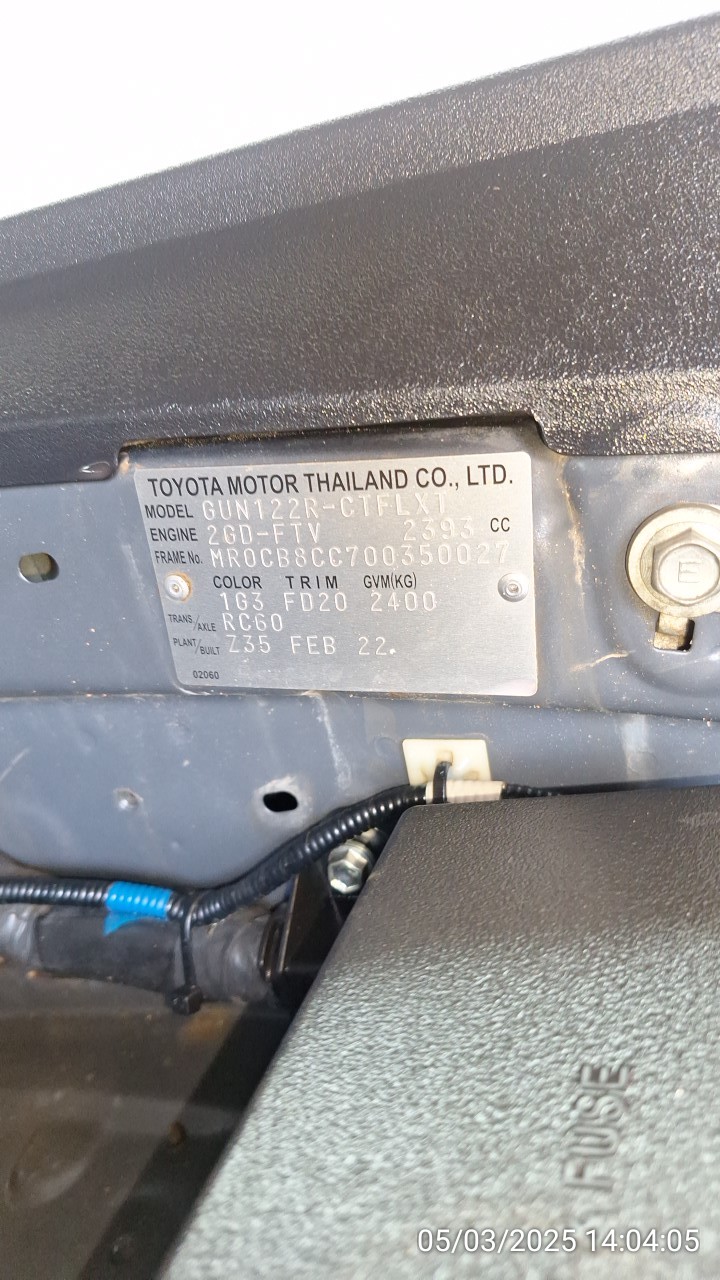 TOYOTA MOTOR THAILAND CO., LTD.
MODEL GUN122R-CTFLXT
ENGINE 2GD-FTV 2393 CC
FRAME No. MR0CB8CC700350027
COLOR TRIM GVM(KG)
1G3 FD20 2400
TRANS/AXLE RC60
PLANT/BUILT Z35 FEB 22.
02060
E
FUSE
05/03/2025 14:04:05